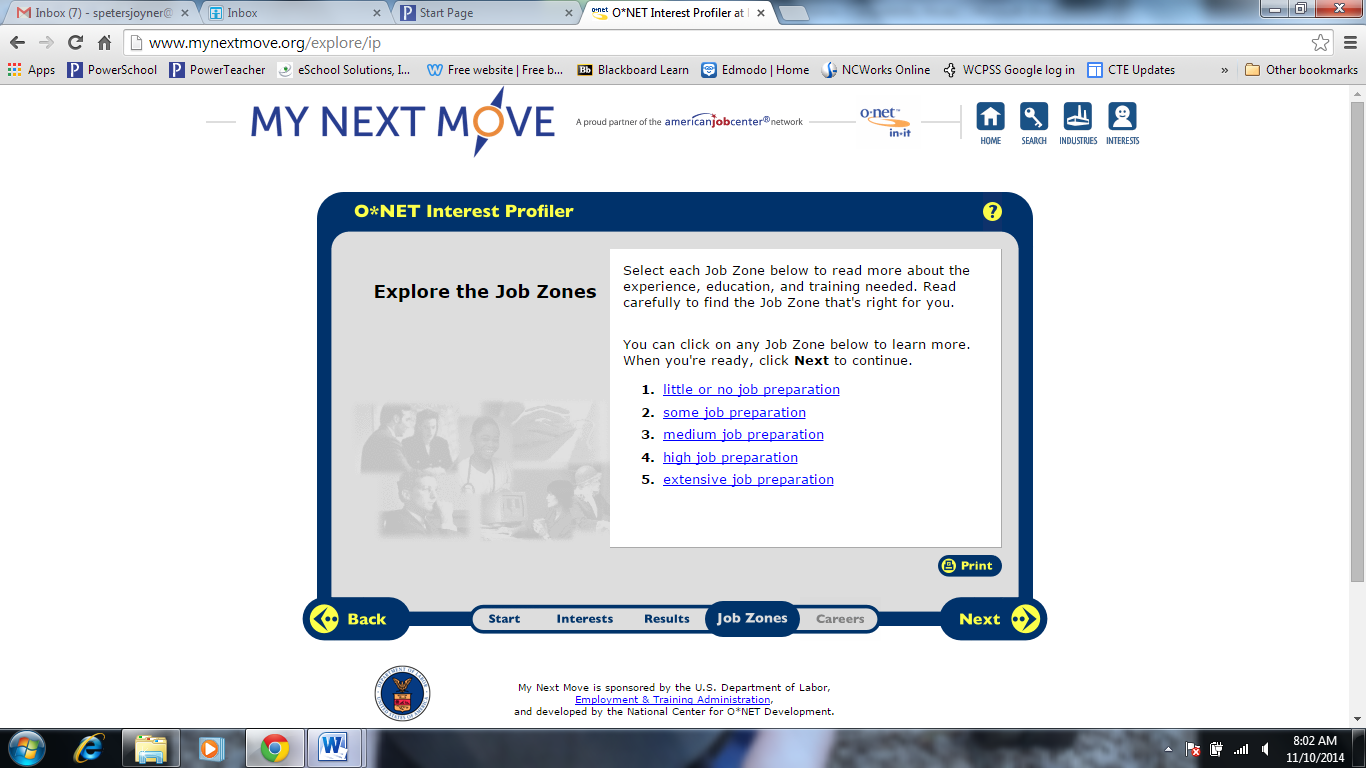 Inbox (7) - spetersjoyner@
Inbox
Start Page
O*NET Interest Profiler at
www.mynextmove.org/explore/ip
Apps
PowerSchool
PowerTeacher
eSchool Solutions, I...
Free website | Free b...
Blackboard Learn
Edmodo | Home
NCWorks Online
WCPSS Google log in
CTE Updates
»
Other bookmarks
MY NEXT MOVE
A proud partner of the americanjobcenter® network
o·net™
in-it
HOME
SEARCH
INDUSTRIES
INTERESTS
O*NET Interest Profiler
?
Explore the Job Zones
Select each Job Zone below to read more about the
experience, education, and training needed. Read
carefully to find the Job Zone that's right for you.
You can click on any Job Zone below to learn more.
When you're ready, click Next to continue.
1. little or no job preparation
2. some job preparation
3. medium job preparation
4. high job preparation
5. extensive job preparation
Print
Back
Start
Interests
Results
Job Zones
Careers
Next
My Next Move is sponsored by the U.S. Department of Labor,
Employment & Training Administration,
and developed by the National Center for O*NET Development.
8:02 AM
11/10/2014